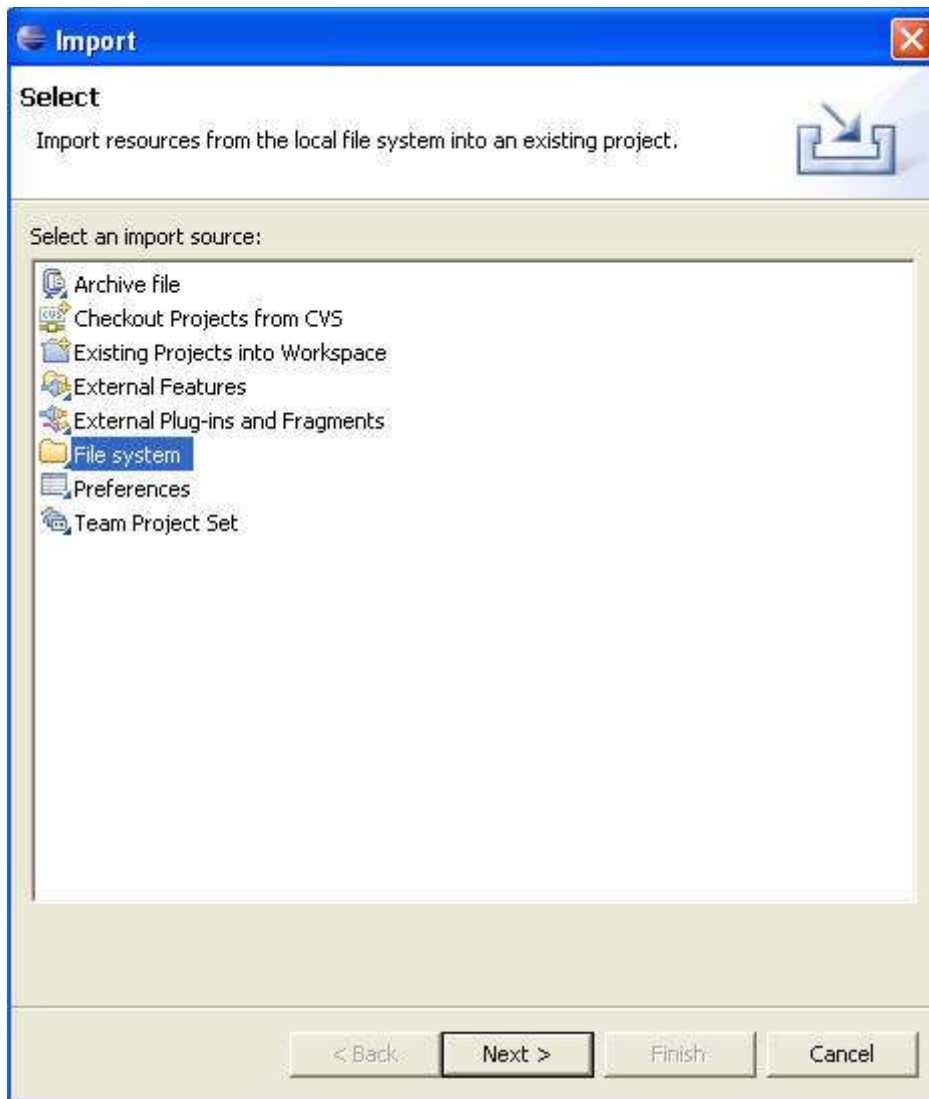 Import
Select
Import resources from the local file system into an existing project.
Select an import source:
Archive file
CVS
Checkout Projects from CVS
Existing Projects into Workspace
External Features
External Plug-ins and Fragments
File system
Preferences
Team Project Set
< Back
Next >
Finish
Cancel